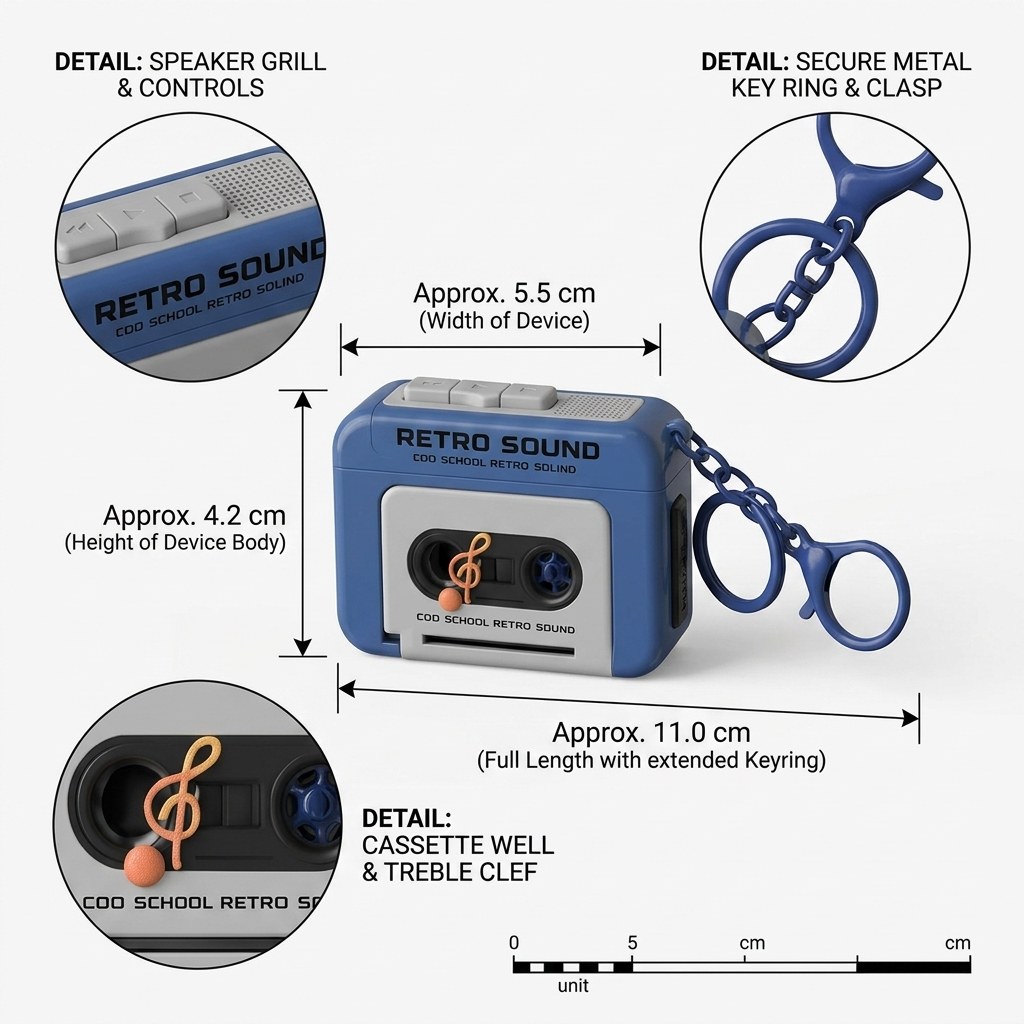 DETAIL: SPEAKER GRILL
& CONTROLS
DETAIL: SECURE METAL
KEY RING & CLASP
RETRO SOUND
COO SCHOOL RETRO SOLIND
Approx. 5.5 cm
(Width of Device)
RETRO SOUND
COO SCHOOL RETRO SOLIND
Approx. 4.2 cm
(Height of Device Body)
COO SCHOOL RETRO SOUND
Approx. 11.0 cm
(Full Length with extended Keyring)
DETAIL:
CASSETTE WELL
& TREBLE CLEF
COO SCHOOL RETRO
0 5 cm cm
unit